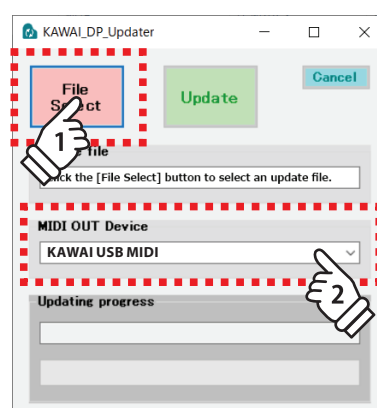 KAWAI_DP_Updater
File
Select
Update
Cancel
1
file
Click the [File Select] button to select an update file.
MIDI OUT Device
KAWAI USB MIDI
2
Updating progress